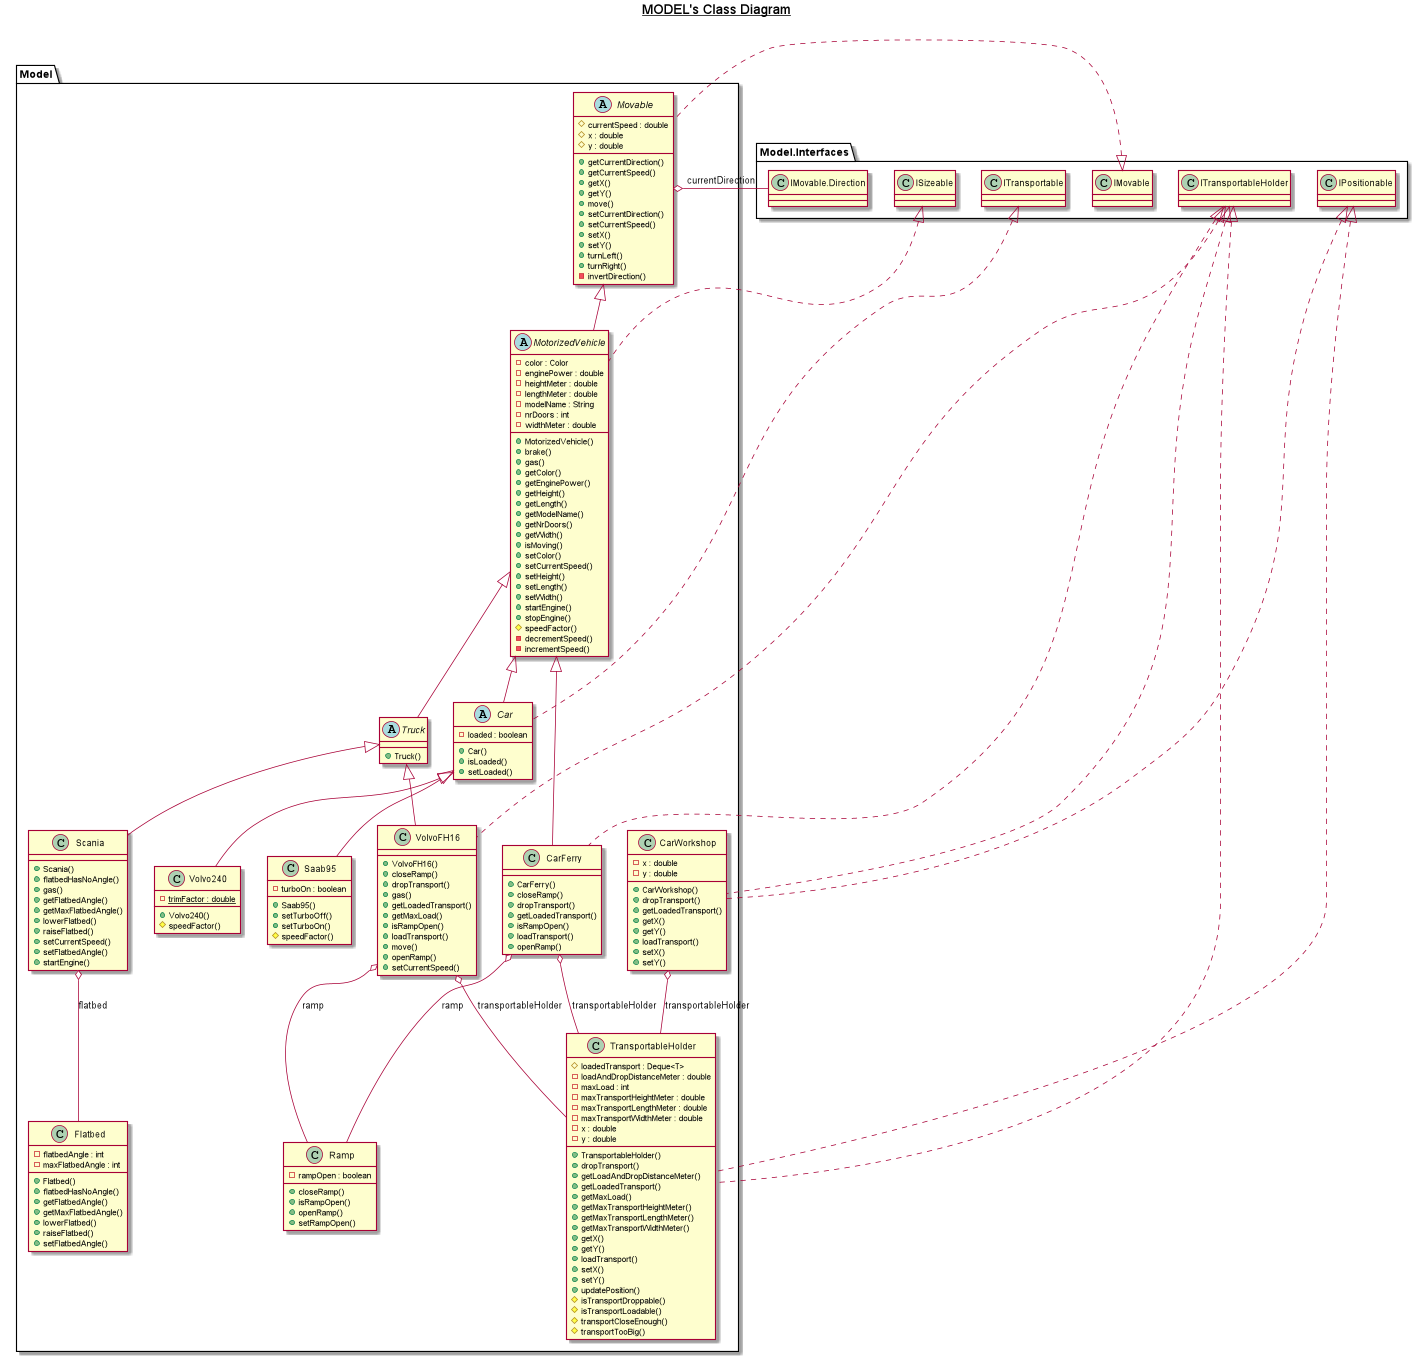 MODEL's Class Diagram
Model
A Movable
currentSpeed : double
x : double
y : double
getCurrentDirection()
getCurrentSpeed()
getX()
getY()
move()
setCurrentDirection()
setCurrentSpeed()
setX()
setY()
turnLeft()
turnRight()
invertDirection()
currentDirection
Model.Interfaces
C IMovable.Direction
C ISizeable
C ITransportable
C IMovable
C ITransportableHolder
C IPositionable
A MotorizedVehicle
color : Color
enginePower : double
heightMeter : double
lengthMeter : double
modelName : String
nrDoors : int
widthMeter : double
MotorizedVehicle()
brake()
gas()
getColor()
getEnginePower()
getHeight()
getLength()
getModelName()
getNrDoors()
getWidth()
isMoving()
setColor()
setCurrentSpeed()
setHeight()
setLength()
setWidth()
startEngine()
stopEngine()
speedFactor()
decrementSpeed()
incrementSpeed()
A Truck
Truck()
A Car
loaded : boolean
Car()
isLoaded()
setLoaded()
C Scania
Scania()
flatbedHasNoAngle()
gas()
getFlatbedAngle()
getMaxFlatbedAngle()
lowerFlatbed()
raiseFlatbed()
setCurrentSpeed()
setFlatbedAngle()
startEngine()
C Volvo240
trimFactor : double
Volvo240()
speedFactor()
C Saab95
turboOn : boolean
Saab95()
setTurboOff()
setTurboOn()
speedFactor()
C VolvoFH16
VolvoFH16()
closeRamp()
dropTransport()
gas()
getLoadedTransport()
getMaxLoad()
isRampOpen()
loadTransport()
move()
openRamp()
setCurrentSpeed()
C CarFerry
CarFerry()
closeRamp()
dropTransport()
getLoadedTransport()
isRampOpen()
loadTransport()
openRamp()
C CarWorkshop
x : double
y : double
CarWorkshop()
dropTransport()
getLoadedTransport()
getX()
getY()
loadTransport()
setX()
setY()
flatbed
ramp
ramp
transportableHolder
transportableHolder
transportableHolder
C Flatbed
flatbedAngle : int
maxFlatbedAngle : int
Flatbed()
flatbedHasNoAngle()
getFlatbedAngle()
getMaxFlatbedAngle()
lowerFlatbed()
raiseFlatbed()
setFlatbedAngle()
C Ramp
rampOpen : boolean
closeRamp()
isRampOpen()
openRamp()
setRampOpen()
C TransportableHolder
loadedTransport : Deque<T>
loadAndDropDistanceMeter : double
maxLoad : int
maxTransportHeightMeter : double
maxTransportLengthMeter : double
maxTransportWidthMeter : double
x : double
y : double
TransportableHolder()
dropTransport()
getLoadAndDropDistanceMeter()
getLoadedTransport()
getMaxLoad()
getMaxTransportHeightMeter()
getMaxTransportLengthMeter()
getMaxTransportWidthMeter()
getX()
getY()
loadTransport()
setX()
setY()
updatePosition()
isTransportDroppable()
isTransportLoadable()
transportCloseEnough()
transportTooBig()